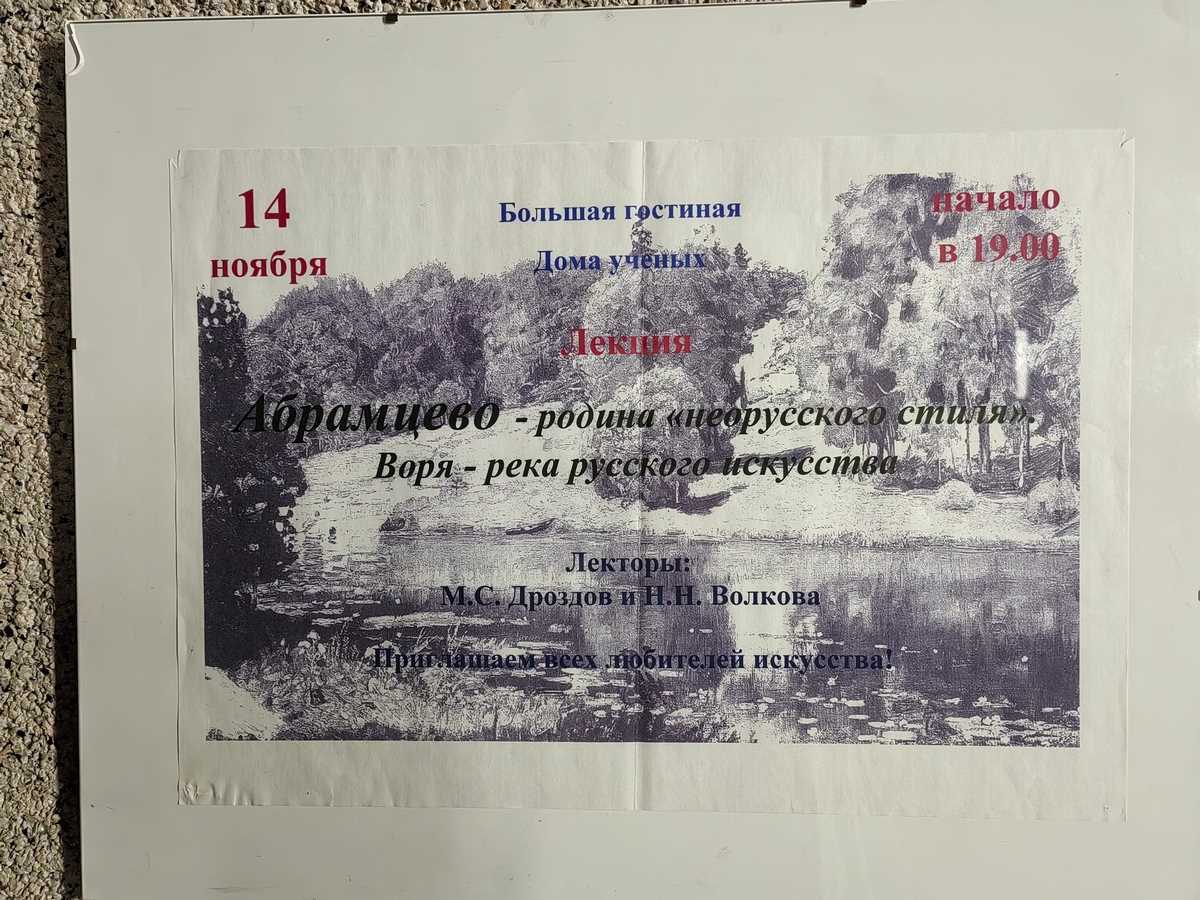 14
ноября
Большая гостиная
Дома ученых
начало
в 19.00
Лекция
Абрамцево - родина «неорусского стиля».
Воря - река русского искусства
Лекторы:
М.С. Дроздов и Н.Н. Волкова
Приглашаем всех любителей искусства!